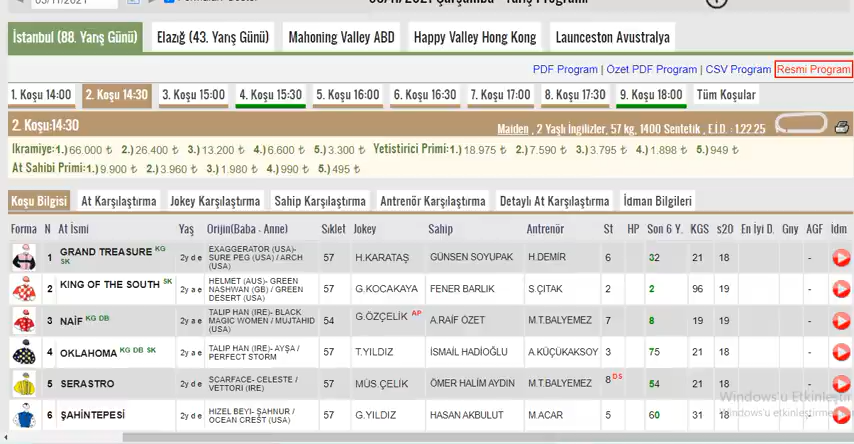 İstanbul (88. Yarış Günü) Elazığ (43. Yarış Günü) Mahoning Valley ABD Happy Valley Hong Kong Launceston Avustralya
PDF Program | Özet PDF Program | CSV Program Resmi Program
1. Koşu 14:00 2. Koşu 14:30 3. Koşu 15:00 4. Koşu 15:30 5. Koşu 16:00 6. Koşu 16:30 7. Koşu 17:00 8. Koşu 17:30 9. Koşu 18:00 Tüm Koşular
2. Koşu:14:30 Maiden , 2 Yaşlı İngilizler, 57 kg, 1400 Sentetik , E.İ.D. : 1.22.25
İkramiye:1.) 66.000 ₺ 2.) 26.400 ₺ 3.) 13.200 ₺ 4.) 6.600 ₺ 5.) 3.300 ₺ Yetistirici Primi:1.) 18.975 ₺ 2.) 7.590 ₺ 3.) 3.795 ₺ 4.) 1.898 ₺ 5.) 949 ₺
At Sahibi Primi:1.) 9.900 ₺ 2.) 3.960 ₺ 3.) 1.980 ₺ 4.) 990 ₺ 5.) 495 ₺
Koşu Bilgisi At Karşılaştırma Jokey Karşılaştırma Sahip Karşılaştırma Antrenör Karşılaştırma Detaylı At Karşılaştırma İdman Bilgileri
Forma N At İsmi Yaş Orijin(Baba - Anne) Sıklet Jokey Sahip Antrenör St HP Son 6 Y. KGS s20 En İyi D. Gny AGF İdm
1 GRAND TREASURE KG SK 2y d e EXAGGERATOR (USA)- SURE PEG (USA) / ARCH (USA) 57 H.KARATAŞ GÜNSEN SOYUPAK H.DEMİR 6 32 21 18 -
2 KING OF THE SOUTH SK 2y a e HELMET (AUS)- GREEN NASHWAN (GB) / GREEN DESERT (USA) 57 G.KOCAKAYA FENER BARLIK S.ÇITAK 2 2 96 19 -
3 NAİF KG DB 2y a e TALIP HAN (IRE)- BLACK MAGIC WOMEN / MUJTAHID (USA) 54 G.ÖZÇELİK AP A.RAİF ÖZET M.T.BALYEMEZ 7 8 19 19 -
4 OKLAHOMA KG DB SK 2y a e TALIP HAN (IRE)- AYŞA / PERFECT STORM 57 T.YILDIZ İSMAİL HADİOĞLU A.KÜÇÜKAKSOY 3 75 21 18 -
5 SERASTRO 2y d e SCARFACE- CELESTE / VETTORI (IRE) 57 MÜS.ÇELİK ÖMER HALİM AYDIN M.T.BALYEMEZ 8 DS 54 21 18
6 ŞAHİNTEPESİ 2y d e HIZEL BEYI- ŞAHNUR / OCEAN CREST (USA) 57 G.YILDIZ HASAN AKBULUT M.ACAR 5 60 31 18 -
Windows'u Etkinleştir
Windows'u etkinleştirmek